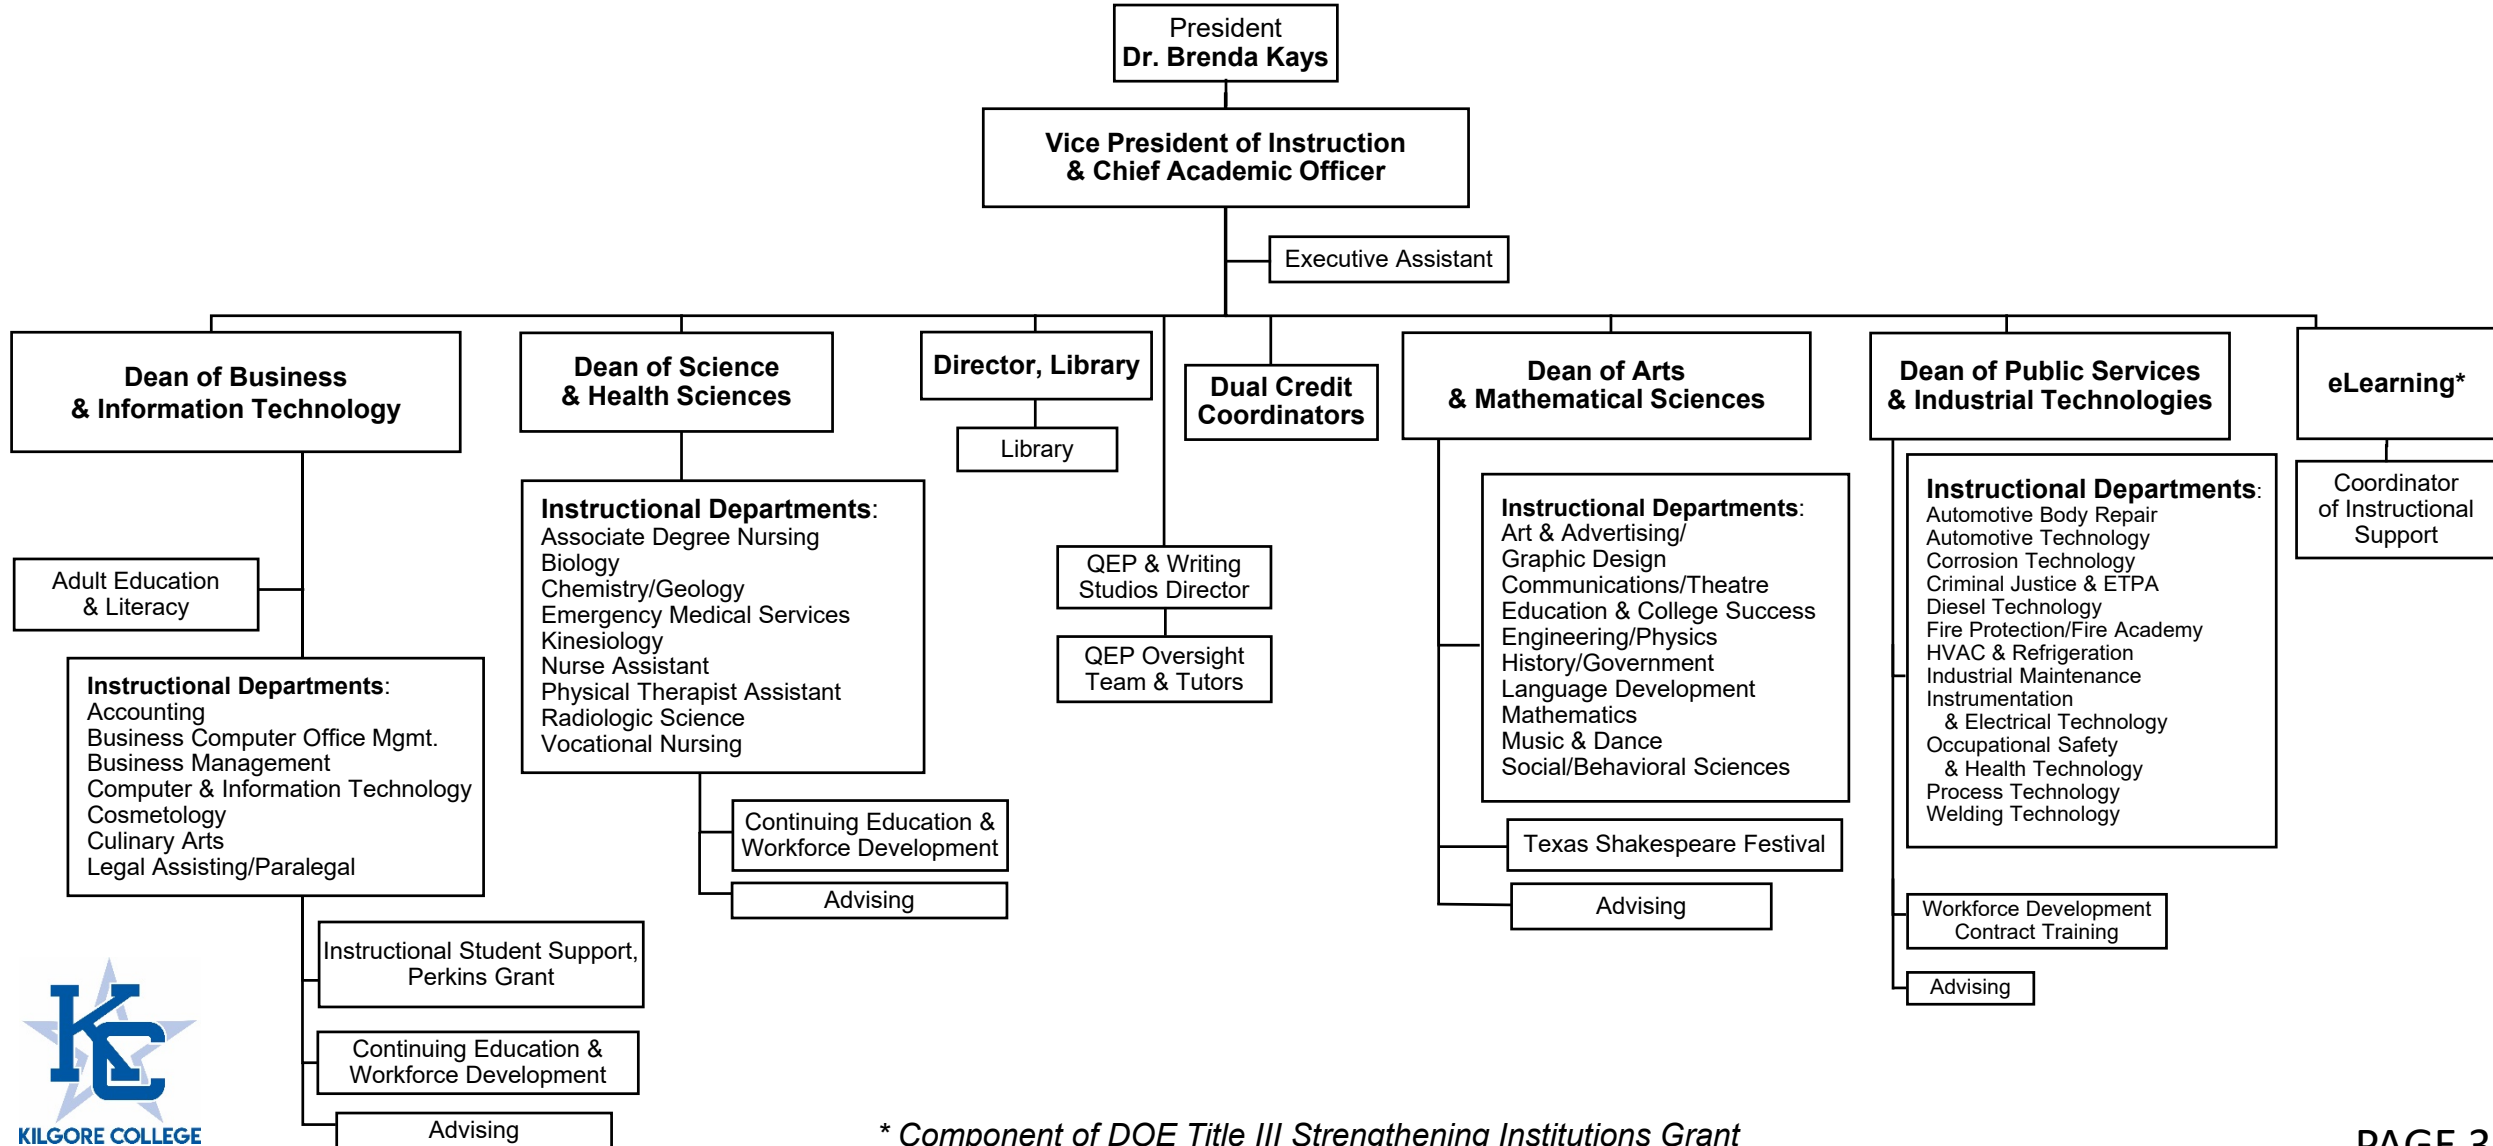 President
Dr. Brenda Kays
Vice President of Instruction
& Chief Academic Officer
Executive Assistant
Dean of Business
& Information Technology
Adult Education
& Literacy
Instructional Departments:
Accounting
Business Computer Office Mgmt.
Business Management
Computer & Information Technology
Cosmetology
Culinary Arts
Legal Assisting/Paralegal
Instructional Student Support,
Perkins Grant
Continuing Education &
Workforce Development
Advising
Dean of Science
& Health Sciences
Instructional Departments:
Associate Degree Nursing
Biology
Chemistry/Geology
Emergency Medical Services
Kinesiology
Nurse Assistant
Physical Therapist Assistant
Radiologic Science
Vocational Nursing
Continuing Education &
Workforce Development
Advising
Director, Library
Library
QEP & Writing
Studios Director
QEP Oversight
Team & Tutors
Dual Credit
Coordinators
Dean of Arts
& Mathematical Sciences
Instructional Departments:
Art & Advertising/
Graphic Design
Communications/Theatre
Education & College Success
Engineering/Physics
History/Government
Language Development
Mathematics
Music & Dance
Social/Behavioral Sciences
Texas Shakespeare Festival
Advising
Dean of Public Services
& Industrial Technologies
Instructional Departments:
Automotive Body Repair
Automotive Technology
Corrosion Technology
Criminal Justice & ETPA
Diesel Technology
Fire Protection/Fire Academy
HVAC & Refrigeration
Industrial Maintenance
Instrumentation
& Electrical Technology
Occupational Safety
& Health Technology
Process Technology
Welding Technology
Workforce Development
Contract Training
Advising
eLearning*
Coordinator
of Instructional
Support
KC
KILGORE COLLEGE
* Component of DOE Title III Strengthening Institutions Grant
PAGE 3